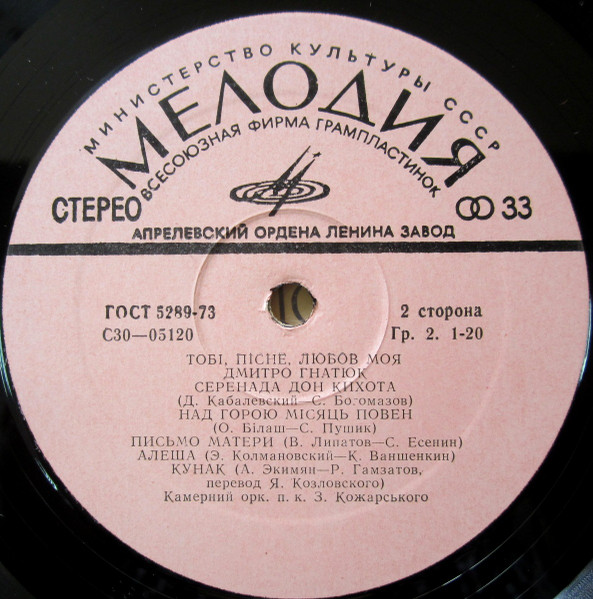 МИНИСТЕРСТВО КУЛЬТУРЫ СССР
МЕЛОДИЯ
ВСЕСОЮЗНАЯ ФИРМА ГРАМПЛАСТИНОК
СТЕРЕО 33
АПРЕЛЕВСКИЙ ОРДЕНА ЛЕНИНА ЗАВОД
ГОСТ 5289-73 2 сторона
С30—05120 Гр. 2. 1-20
ТОБІ, ПІСНЕ, ЛЮБОВ МОЯ
ДМИТРО ГНАТЮК
СЕРЕНАДА ДОН КИХОТА
(Д. Кабалевский—С. Богомазов)
НАД ГОРОЮ МІСЯЦЬ ПОВЕН
(О. Білаш—С. Пушик)
ПИСЬМО МАТЕРИ (В. Липатов—С. Есенин)
АЛЕША (Э. Колмановский—К. Ваншенкин)
КУНАК (А. Экимян—Р. Гамзатов,
перевод Я. Козловского)
Камерний орк. п. к. З. Кожарського